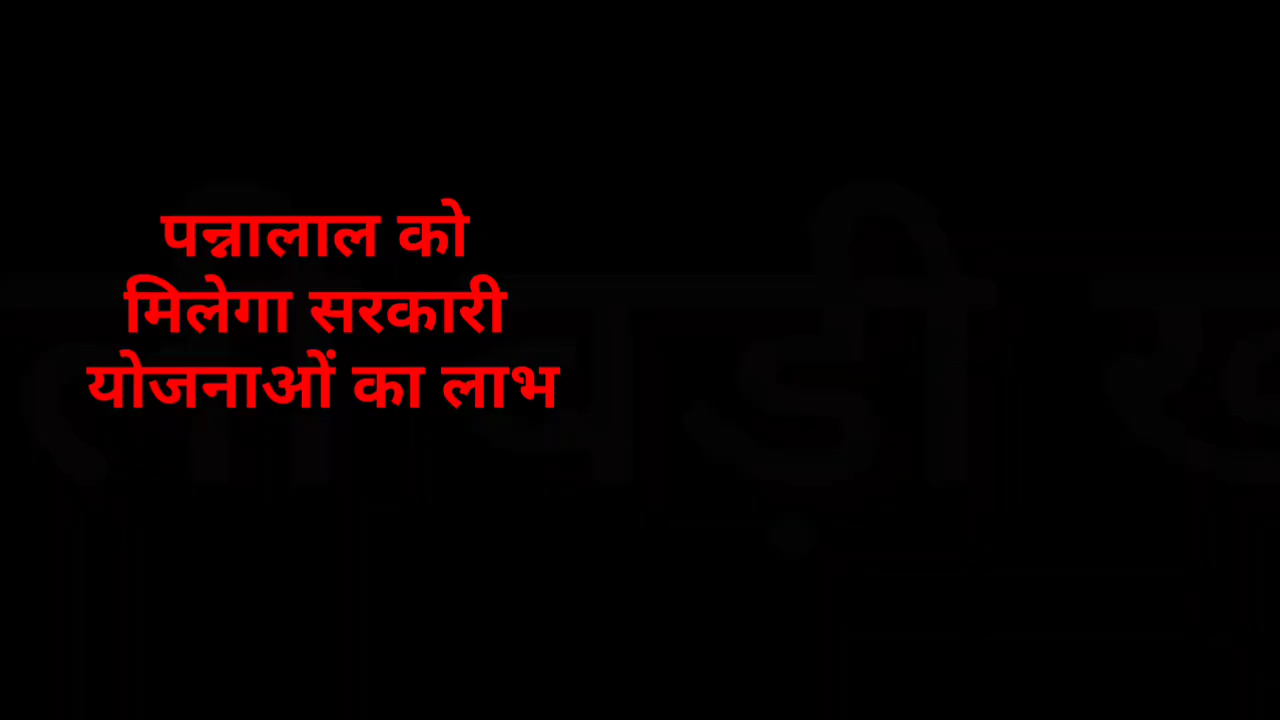 पन्नालाल को
मिलेगा सरकारी
योजनाओं का लाभ